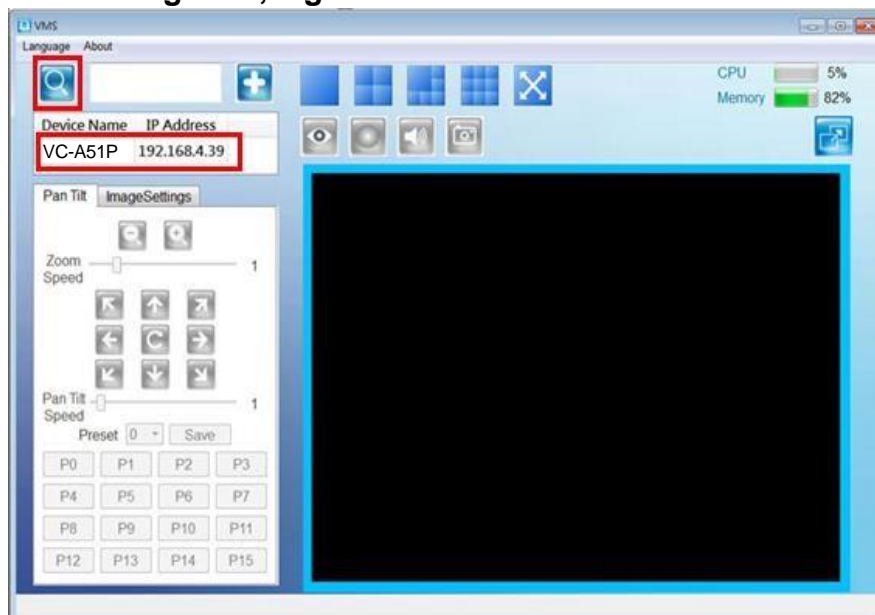 VMS
Language About
CPU 5%
Memory 82%
Device Name IP Address
VC-A51P 192.168.4.39
Pan Tilt ImageSettings
Zoom Speed 1
C
Pan Tilt Speed 1
Preset 0 Save
P0 P1 P2 P3
P4 P5 P6 P7
P8 P9 P10 P11
P12 P13 P14 P15